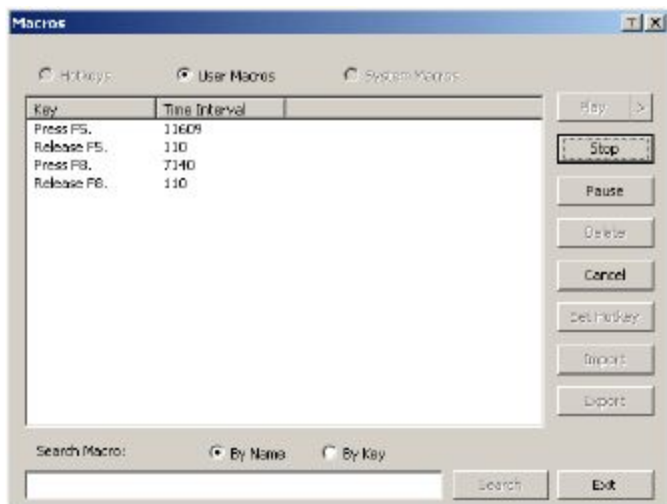 Macros
T X
Hotkeys User Macros System Macros
Key Time Interval
Press F5. 11609
Release F5. 110
Press F8. 7140
Release F8. 110
Play >
Stop
Pause
Delete
Cancel
Set Hotkey
Import
Export
Search Macro: By Name By Key
Search Exit